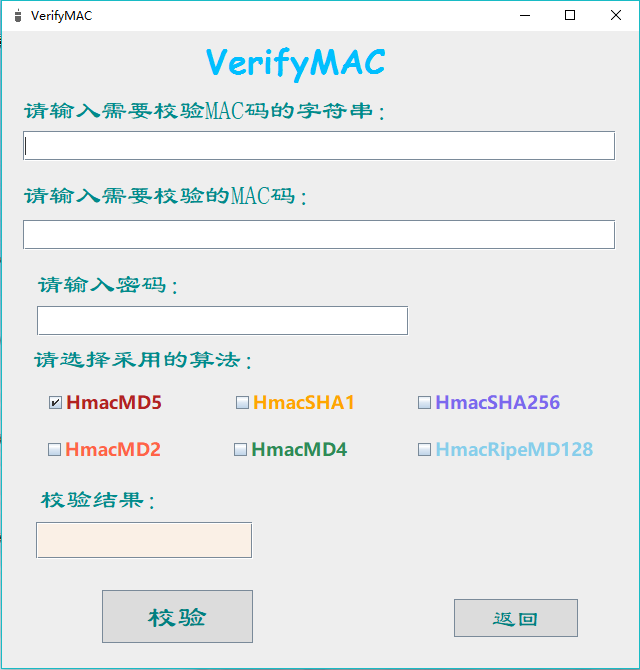 VerifyMAC
VerifyMAC
请输入需要校验MAC码的字符串：
请输入需要校验的MAC码：
请输入密码：
请选择采用的算法：
HmacMD5 HmacSHA1 HmacSHA256
HmacMD2 HmacMD4 HmacRipeMD128
校验结果：
校验 返回